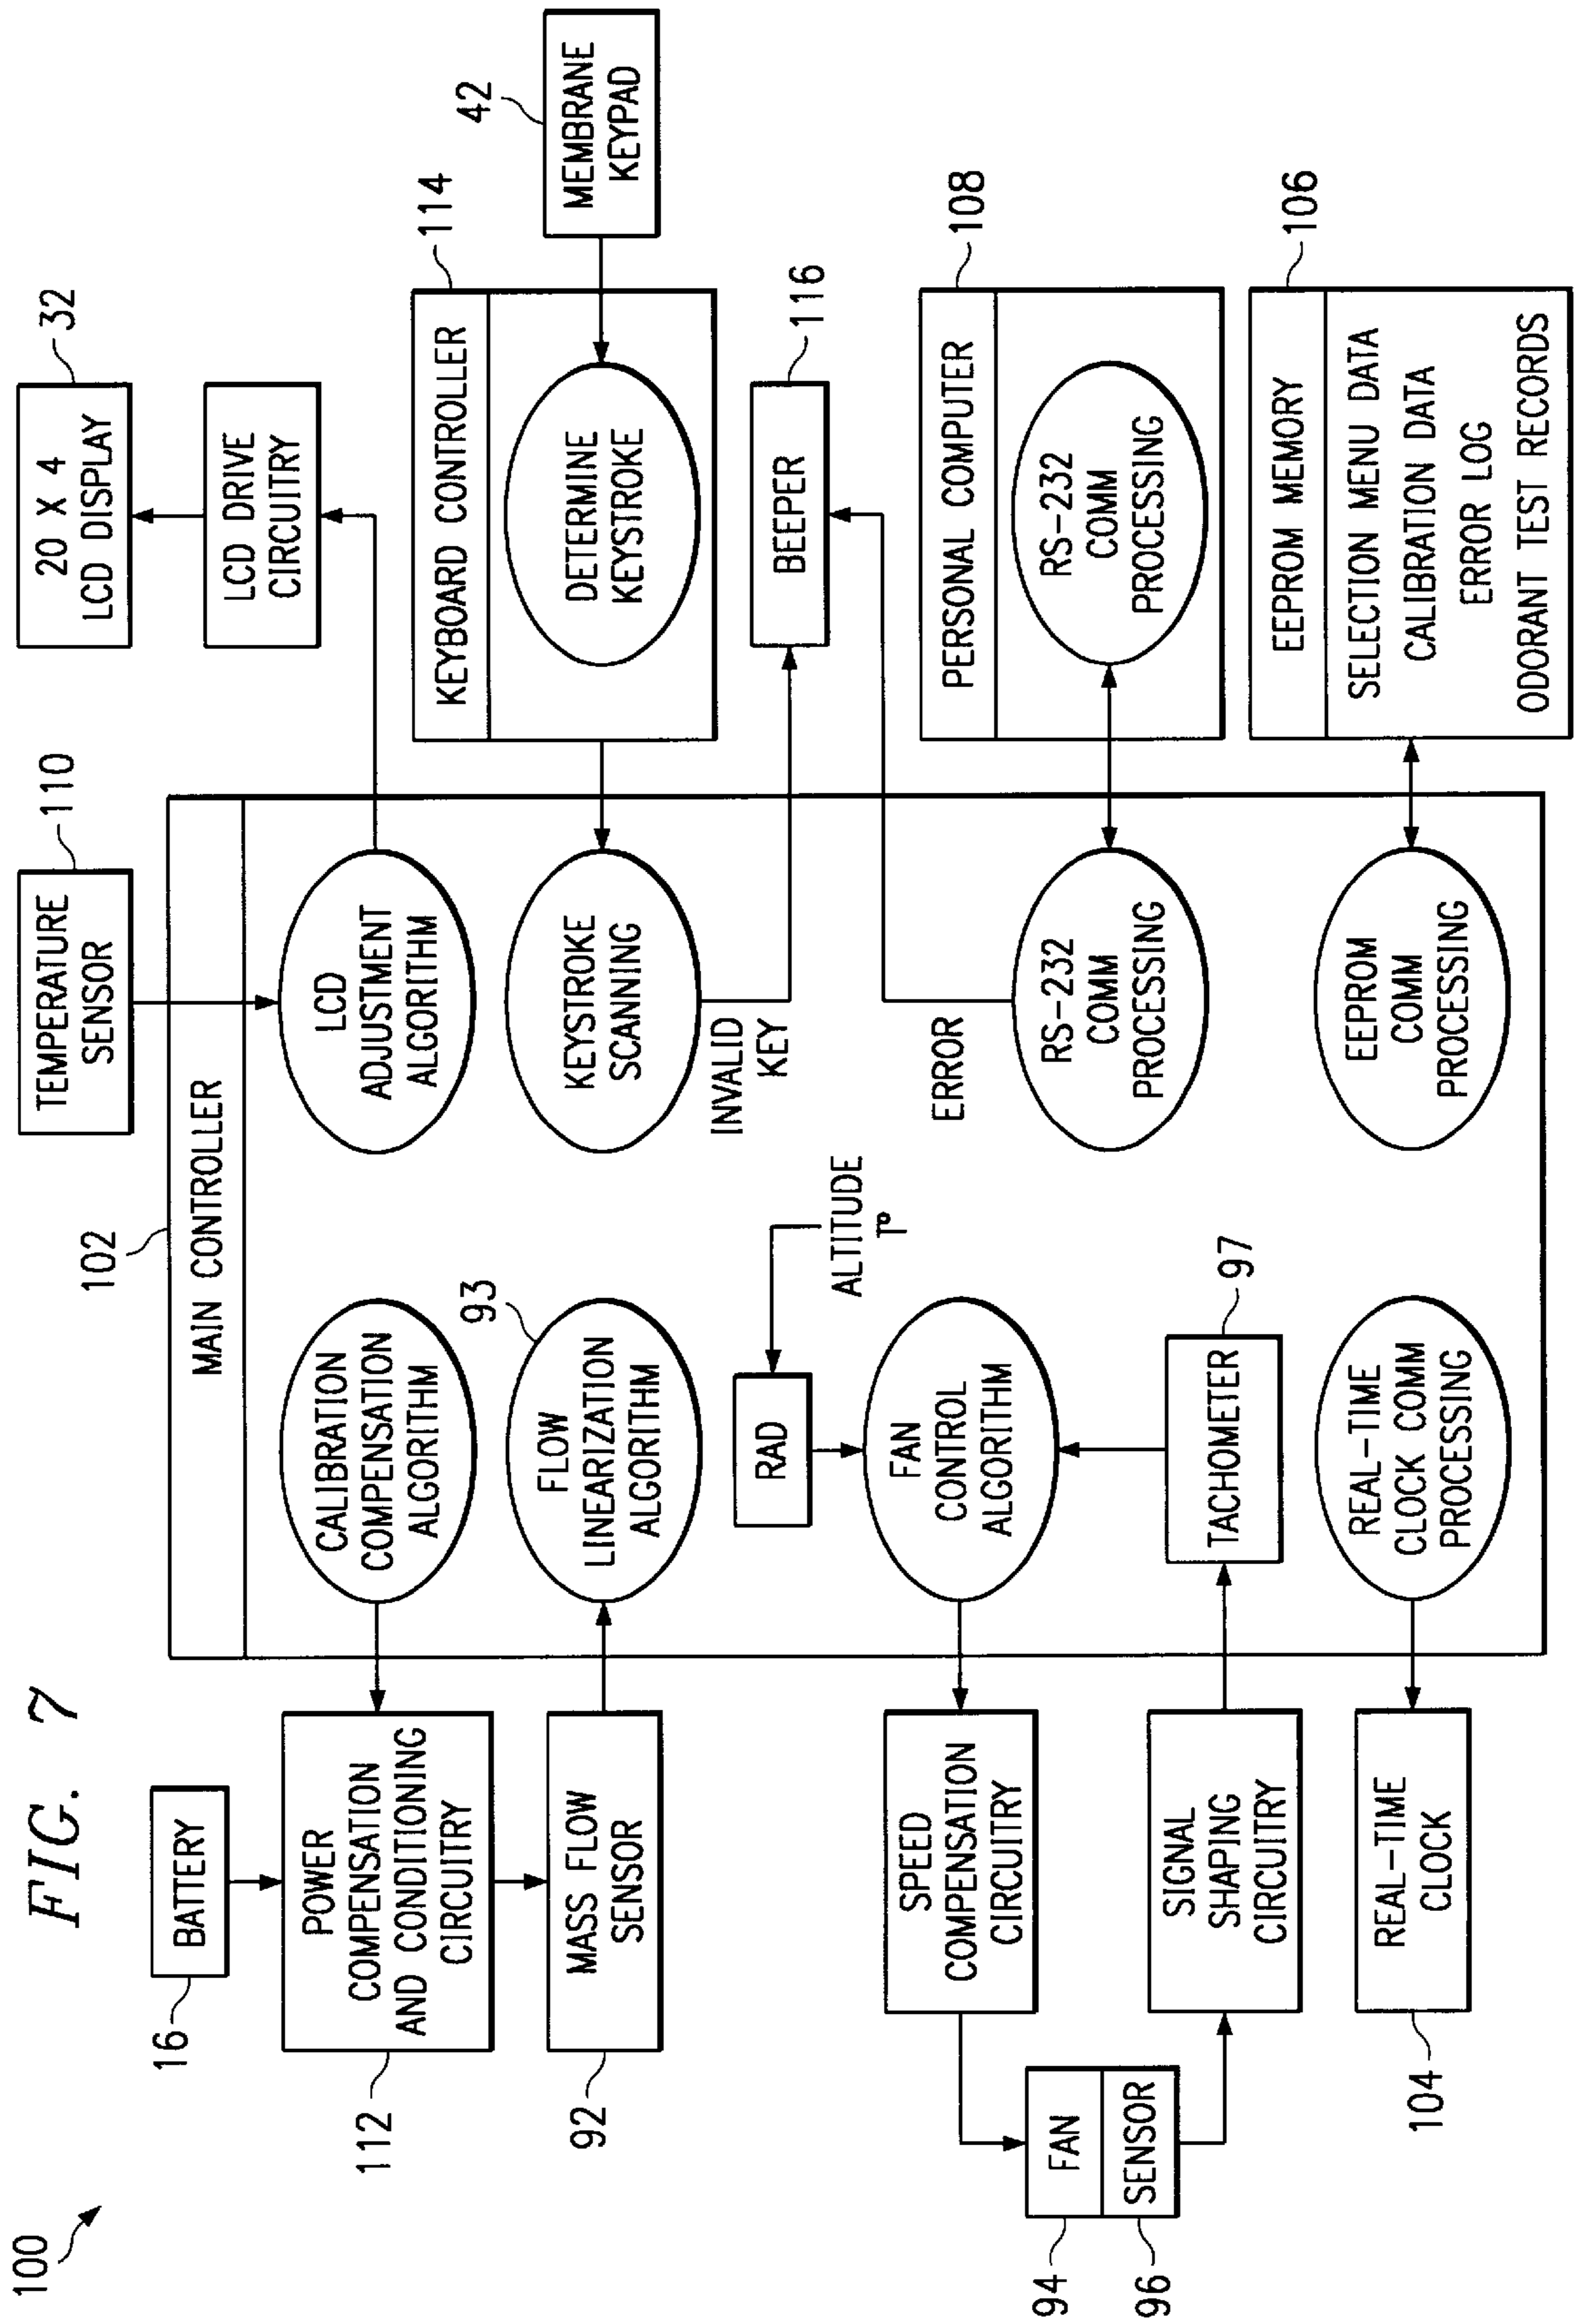 FIG. 7
100
16
BATTERY
112
POWER
COMPENSATION
AND CONDITIONING
CIRCUITRY
92
MASS FLOW
SENSOR
SPEED
COMPENSATION
CIRCUITRY
94
FAN
96
SENSOR
SIGNAL
SHAPING
CIRCUITRY
104
REAL-TIME
CLOCK
102
MAIN CONTROLLER
CALIBRATION
COMPENSATION
ALGORITHM
93
FLOW
LINEARIZATION
ALGORITHM
RAD
ALTITUDE
T°
FAN
CONTROL
ALGORITHM
97
TACHOMETER
REAL-TIME
CLOCK COMM
PROCESSING
110
TEMPERATURE
SENSOR
LCD
ADJUSTMENT
ALGORITHM
KEYSTROKE
SCANNING
INVALID
KEY
ERROR
RS-232
COMM
PROCESSING
EEPROM
COMM
PROCESSING
32
20 X 4
LCD DISPLAY
LCD DRIVE
CIRCUITRY
114
KEYBOARD CONTROLLER
DETERMINE
KEYSTROKE
42
MEMBRANE
KEYPAD
116
BEEPER
108
PERSONAL COMPUTER
RS-232
COMM
PROCESSING
106
EEPROM MEMORY
SELECTION MENU DATA
CALIBRATION DATA
ERROR LOG
ODORANT TEST RECORDS